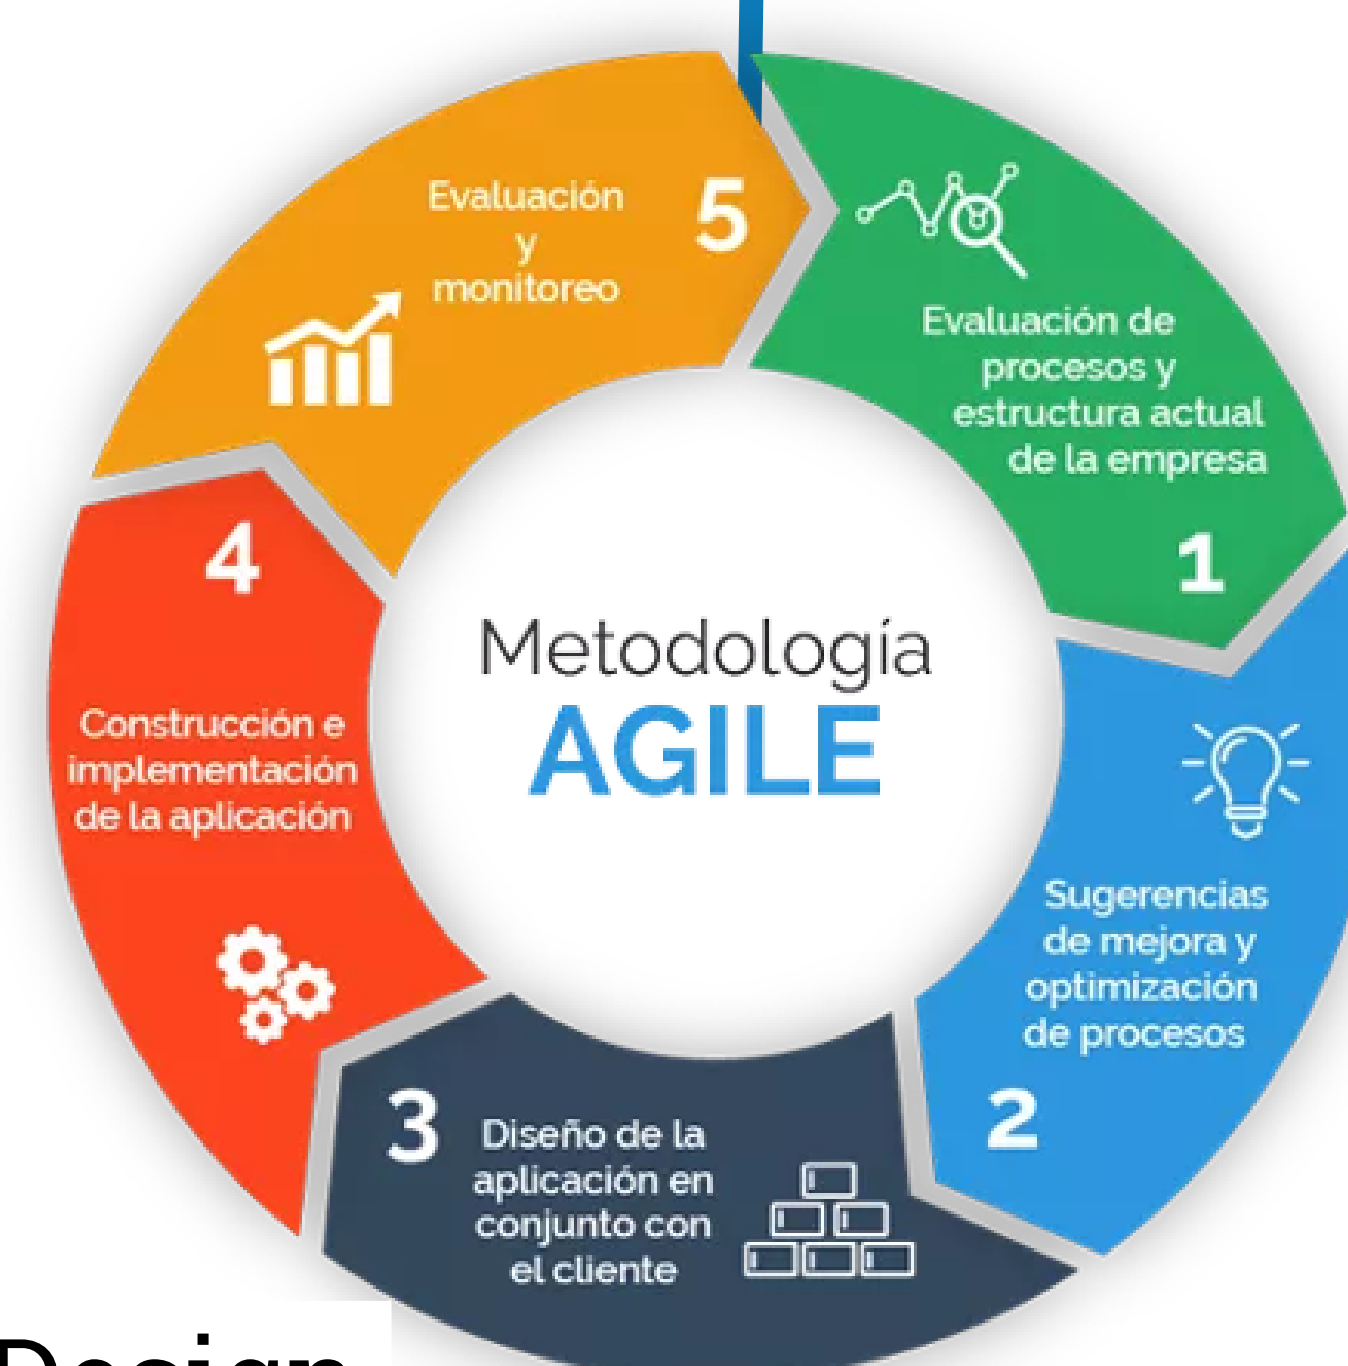 Metodología
AGILE
Evaluación de
procesos y
estructura actual
de la empresa
1
Sugerencias
de mejora y
optimización
de procesos
2
3
Diseño de la
aplicación en
conjunto con
el cliente
4
Construcción e
implementación
de la aplicación
Evaluación
y
monitoreo
5
Design